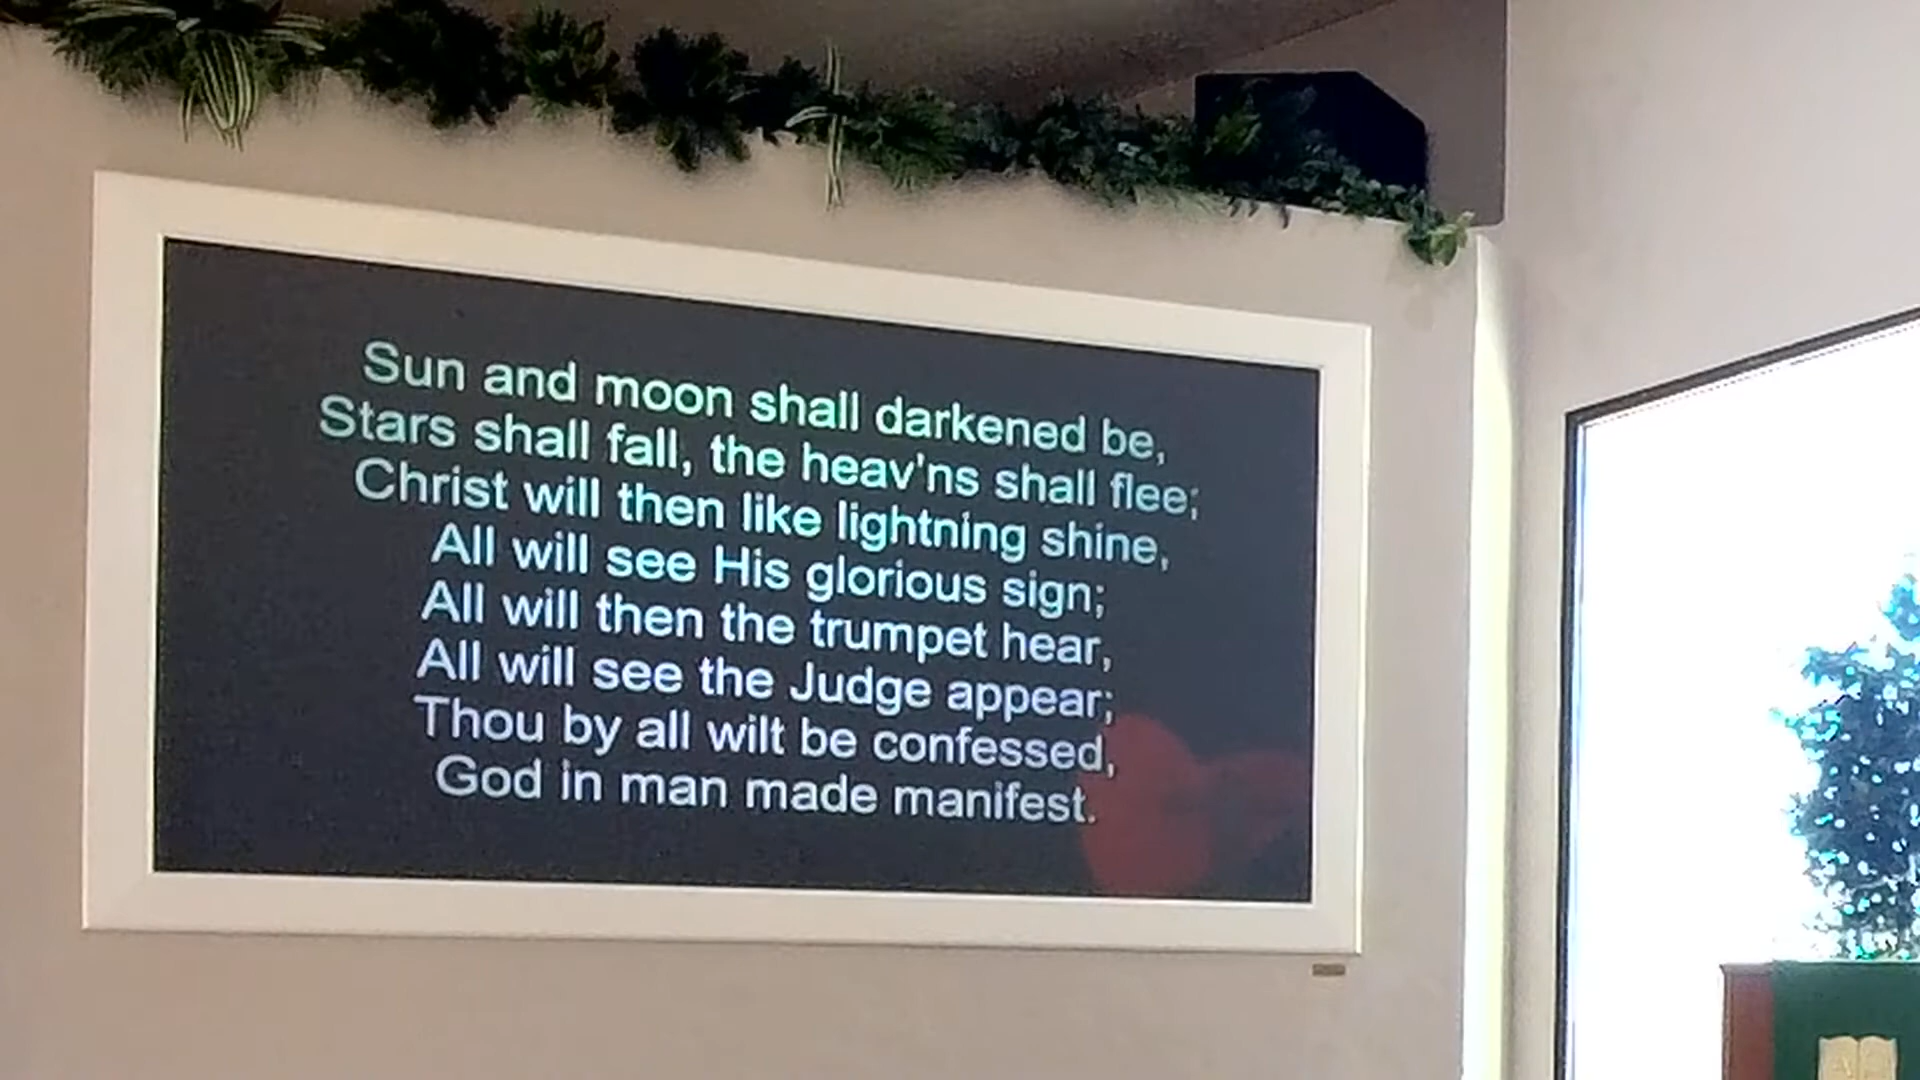 Sun and moon shall darkened be,
Stars shall fall, the heav'ns shall flee;
Christ will then like lightning shine,
All will see His glorious sign;
All will then the trumpet hear,
All will see the Judge appear;
Thou by all wilt be confessed,
God in man made manifest.